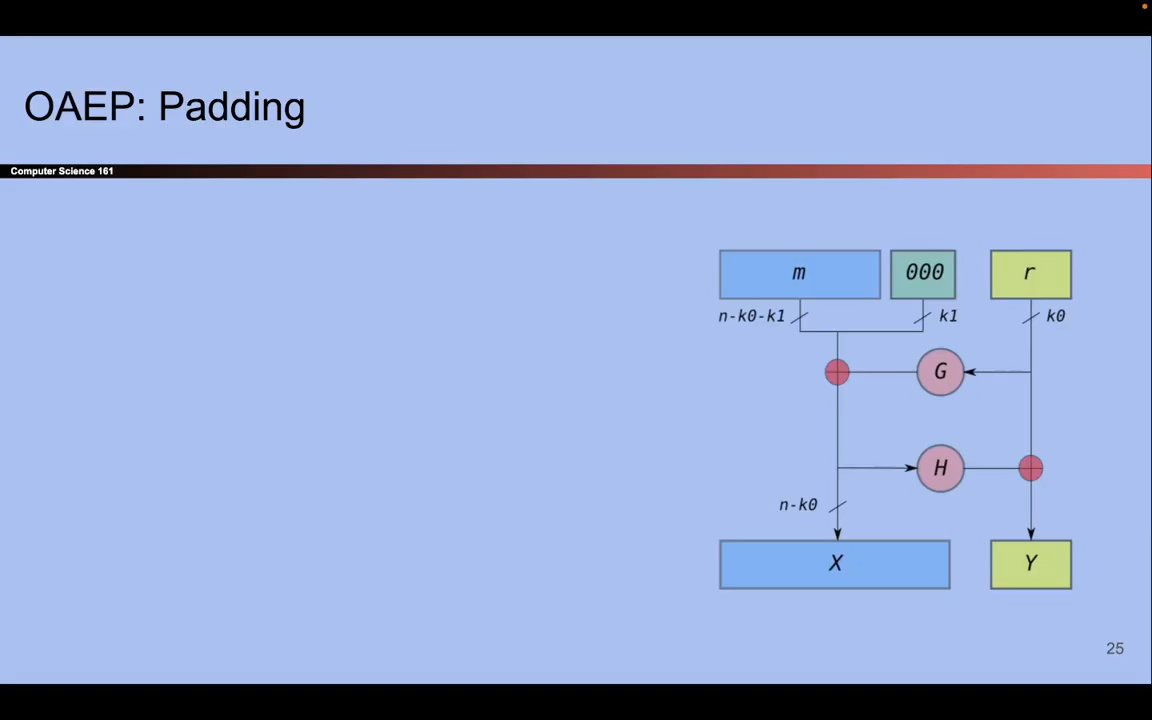 OAEP: Padding
Computer Science 161
m 000 r
n-k0-k1 k1 k0
G
H
n-k0
X Y
25